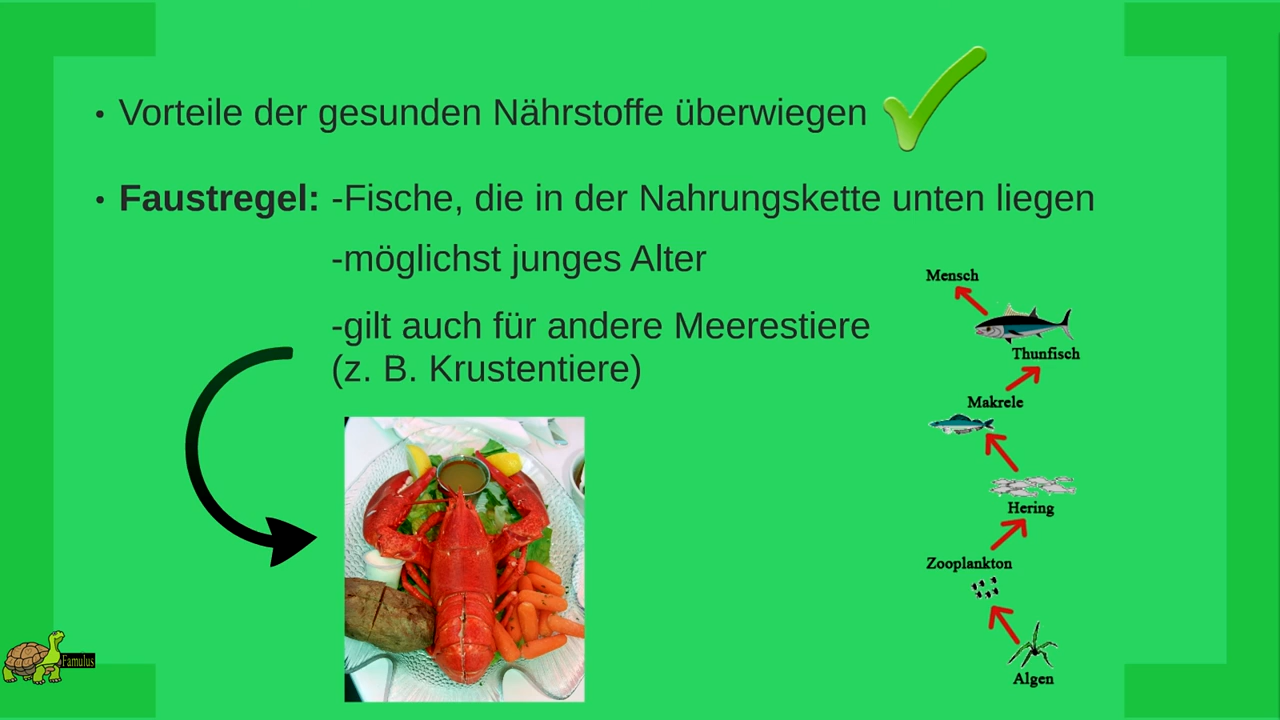 • Vorteile der gesunden Nährstoffe überwiegen
• Faustregel: -Fische, die in der Nahrungskette unten liegen
-möglichst junges Alter
-gilt auch für andere Meerestiere
(z. B. Krustentiere)
Mensch
Thunfisch
Makrele
Hering
Zooplankton
Algen
Famulus